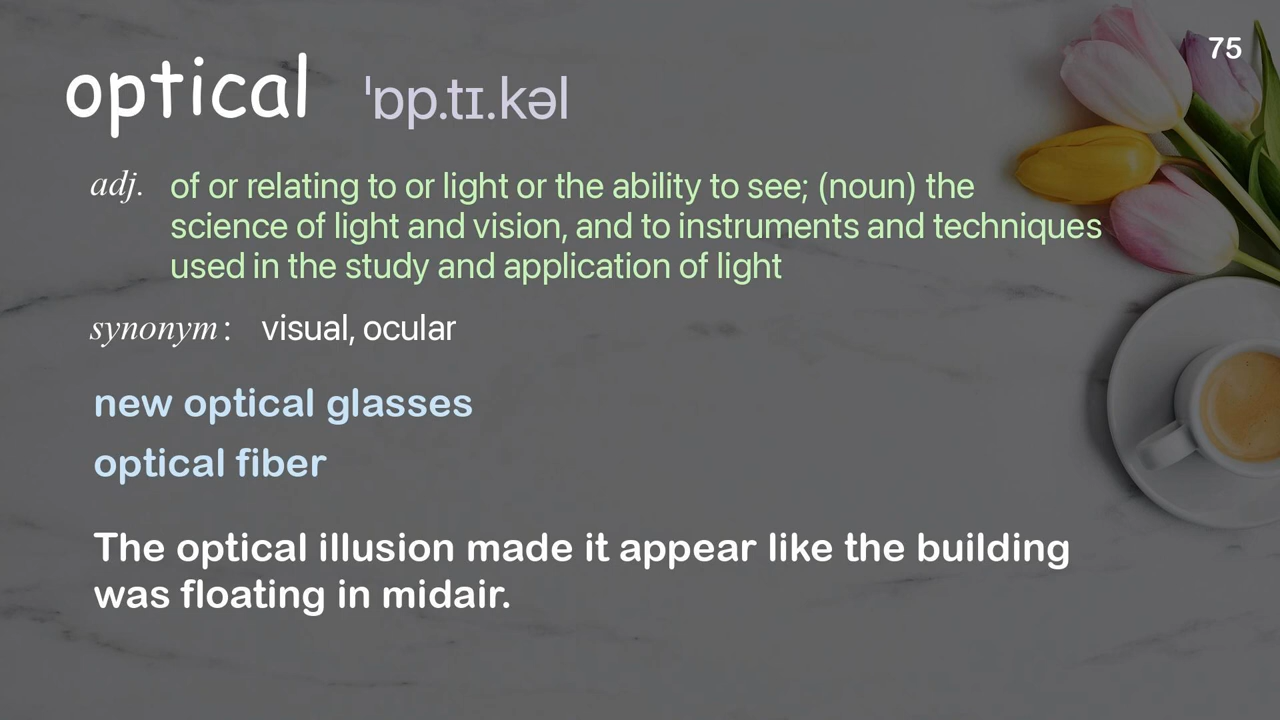 75
optical ˈɒp.tɪ.kəl
adj. of or relating to or light or the ability to see; (noun) the
science of light and vision, and to instruments and techniques
used in the study and application of light
synonym: visual, ocular
new optical glasses
optical fiber
The optical illusion made it appear like the building
was floating in midair.